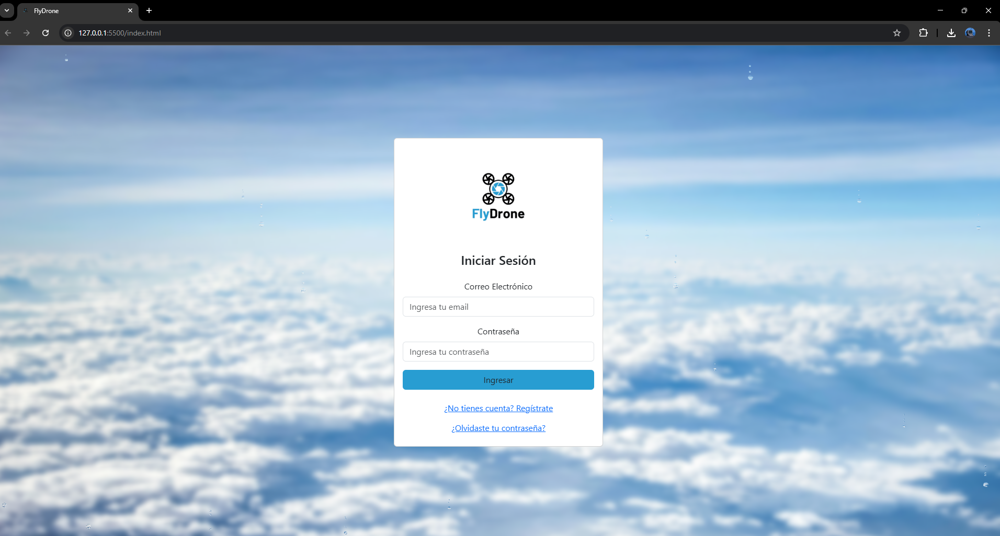 FlyDrone
127.0.0.1:5500/index.html
FlyDrone
Iniciar Sesión
Correo Electrónico
Ingresa tu email
Contraseña
Ingresa tu contraseña
Ingresar
¿No tienes cuenta? Regístrate
¿Olvidaste tu contraseña?